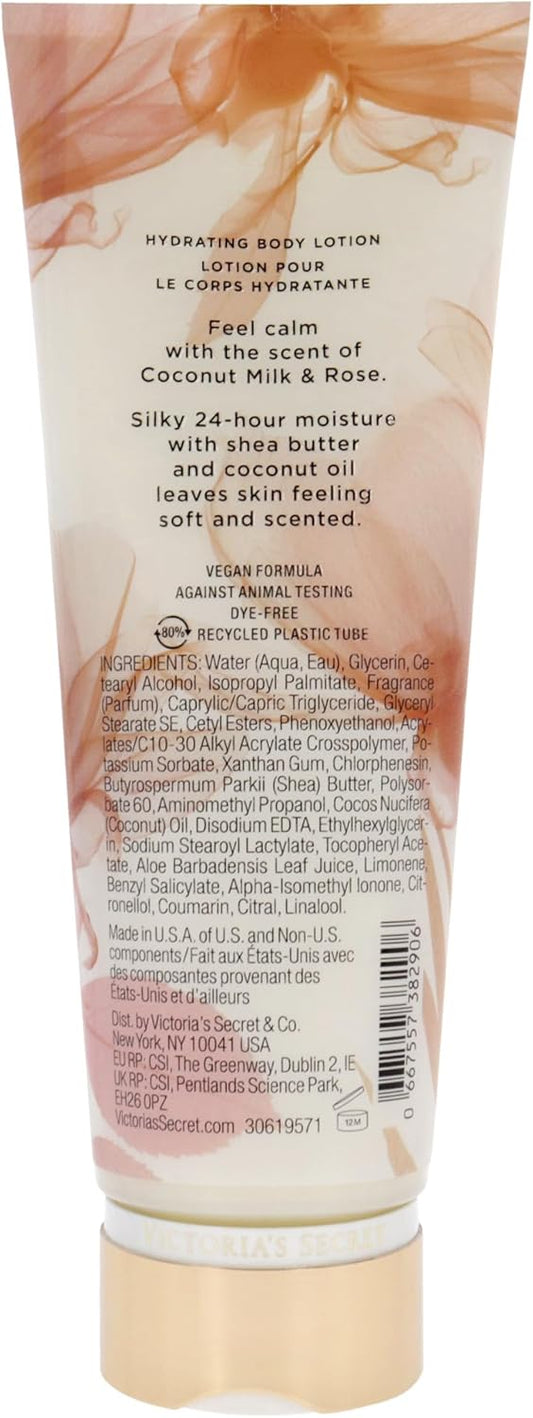 HYDRATING BODY LOTION
LOTION POUR
LE CORPS HYDRATANTE
Feel calm
with the scent of
Coconut Milk & Rose.
Silky 24-hour moisture
with shea butter
and coconut oil
leaves skin feeling
soft and scented.
VEGAN FORMULA
AGAINST ANIMAL TESTING
DYE-FREE
80% RECYCLED PLASTIC TUBE
INGREDIENTS: Water (Aqua, Eau), Glycerin, Ce-
tearyl Alcohol, Isopropyl Palmitate, Fragrance
(Parfum), Caprylic/Capric Triglyceride, Glyceryl
Stearate SE, Cetyl Esters, Phenoxyethanol, Acry-
lates/C10-30 Alkyl Acrylate Crosspolymer, Po-
tassium Sorbate, Xanthan Gum, Chlorphenesin,
Butyrospermum Parkii (Shea) Butter, Polysor-
bate 60, Aminomethyl Propanol, Cocos Nucifera
(Coconut) Oil, Disodium EDTA, Ethylhexylglycer-
in, Sodium Stearoyl Lactylate, Tocopheryl Ace-
tate, Aloe Barbadensis Leaf Juice, Limonene,
Benzyl Salicylate, Alpha-Isomethyl Ionone, Cit-
ronellol, Coumarin, Citral, Linalool.
Made in U.S.A. of U.S. and Non-U.S.
components/Fait aux États-Unis avec
des composantes provenant des
États-Unis et d'ailleurs
Dist. by Victoria's Secret & Co.
New York, NY 10041 USA
EU RP: CSI, The Greenway, Dublin 2, IE
UK RP: CSI, Pentlands Science Park,
EH26 0PZ
VictoriasSecret.com 30619571
12M
0 667557 382906
VICTORIA'S SECRET